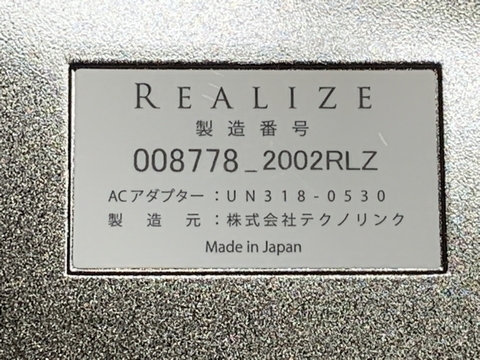 REALIZE
製造番号
008778_2002RLZ
ACアダプター：UN318-0530
製造元：株式会社テクノリンク
Made in Japan